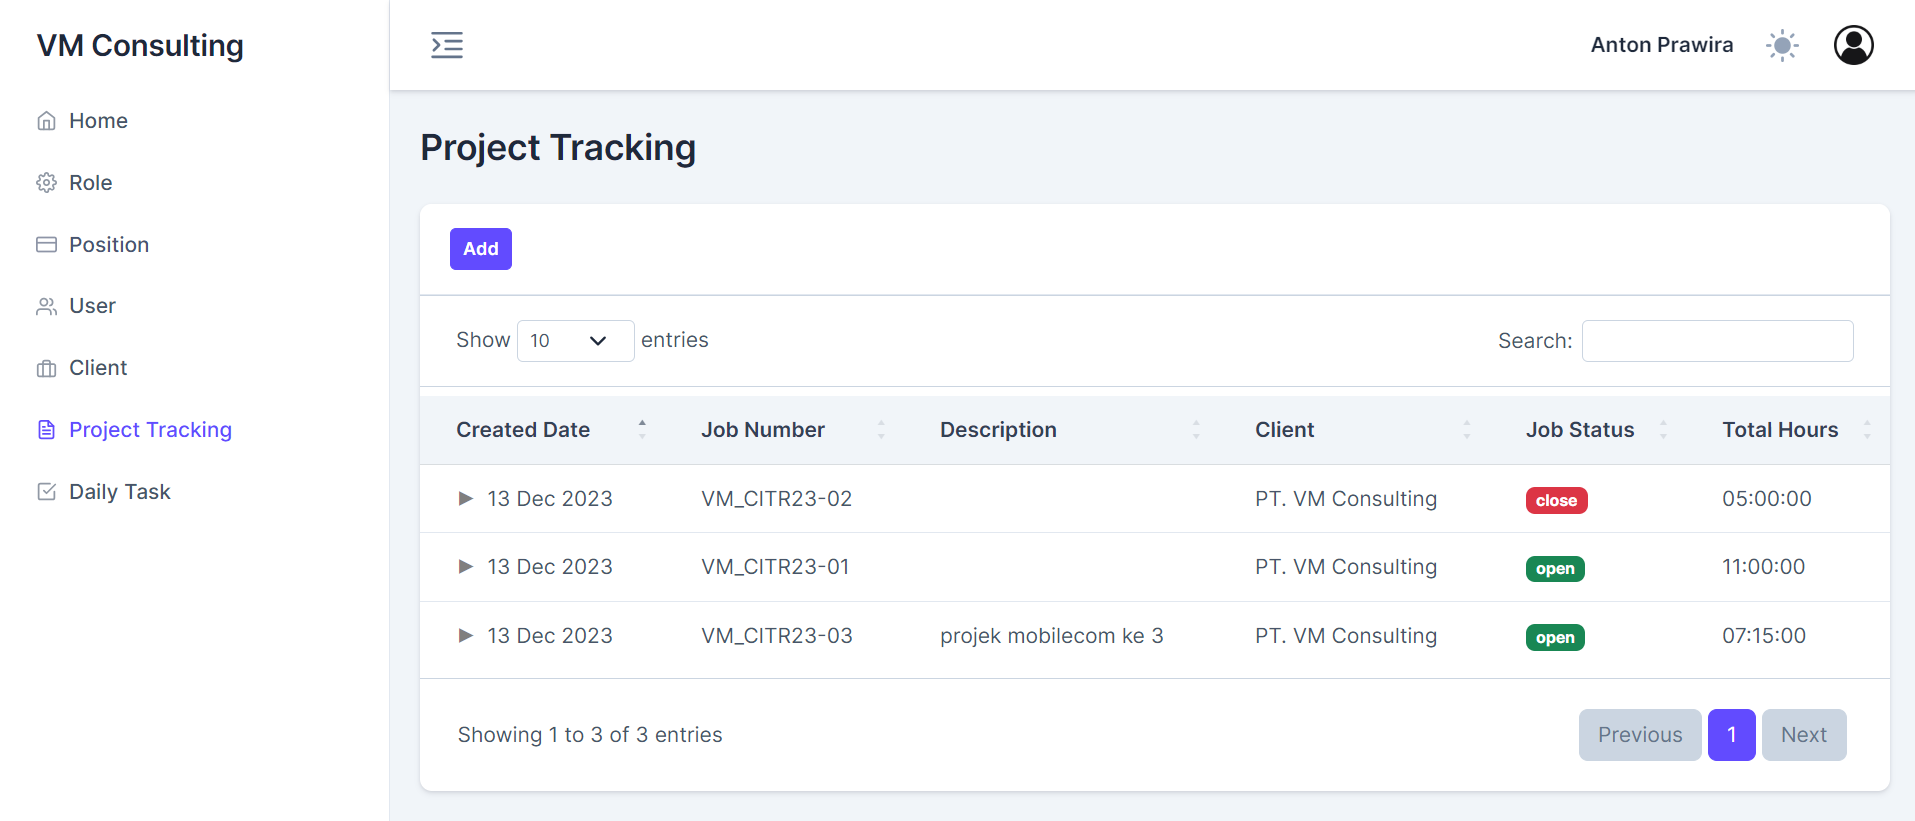 VM Consulting
Anton Prawira
Home
Role
Position
User
Client
Project Tracking
Daily Task
Project Tracking
Add
Show 10 entries
Search:
Created Date Job Number Description Client Job Status Total Hours
13 Dec 2023 VM_CITR23-02 PT. VM Consulting close 05:00:00
13 Dec 2023 VM_CITR23-01 PT. VM Consulting open 11:00:00
13 Dec 2023 VM_CITR23-03 projek mobilecom ke 3 PT. VM Consulting open 07:15:00
Showing 1 to 3 of 3 entries
Previous 1 Next